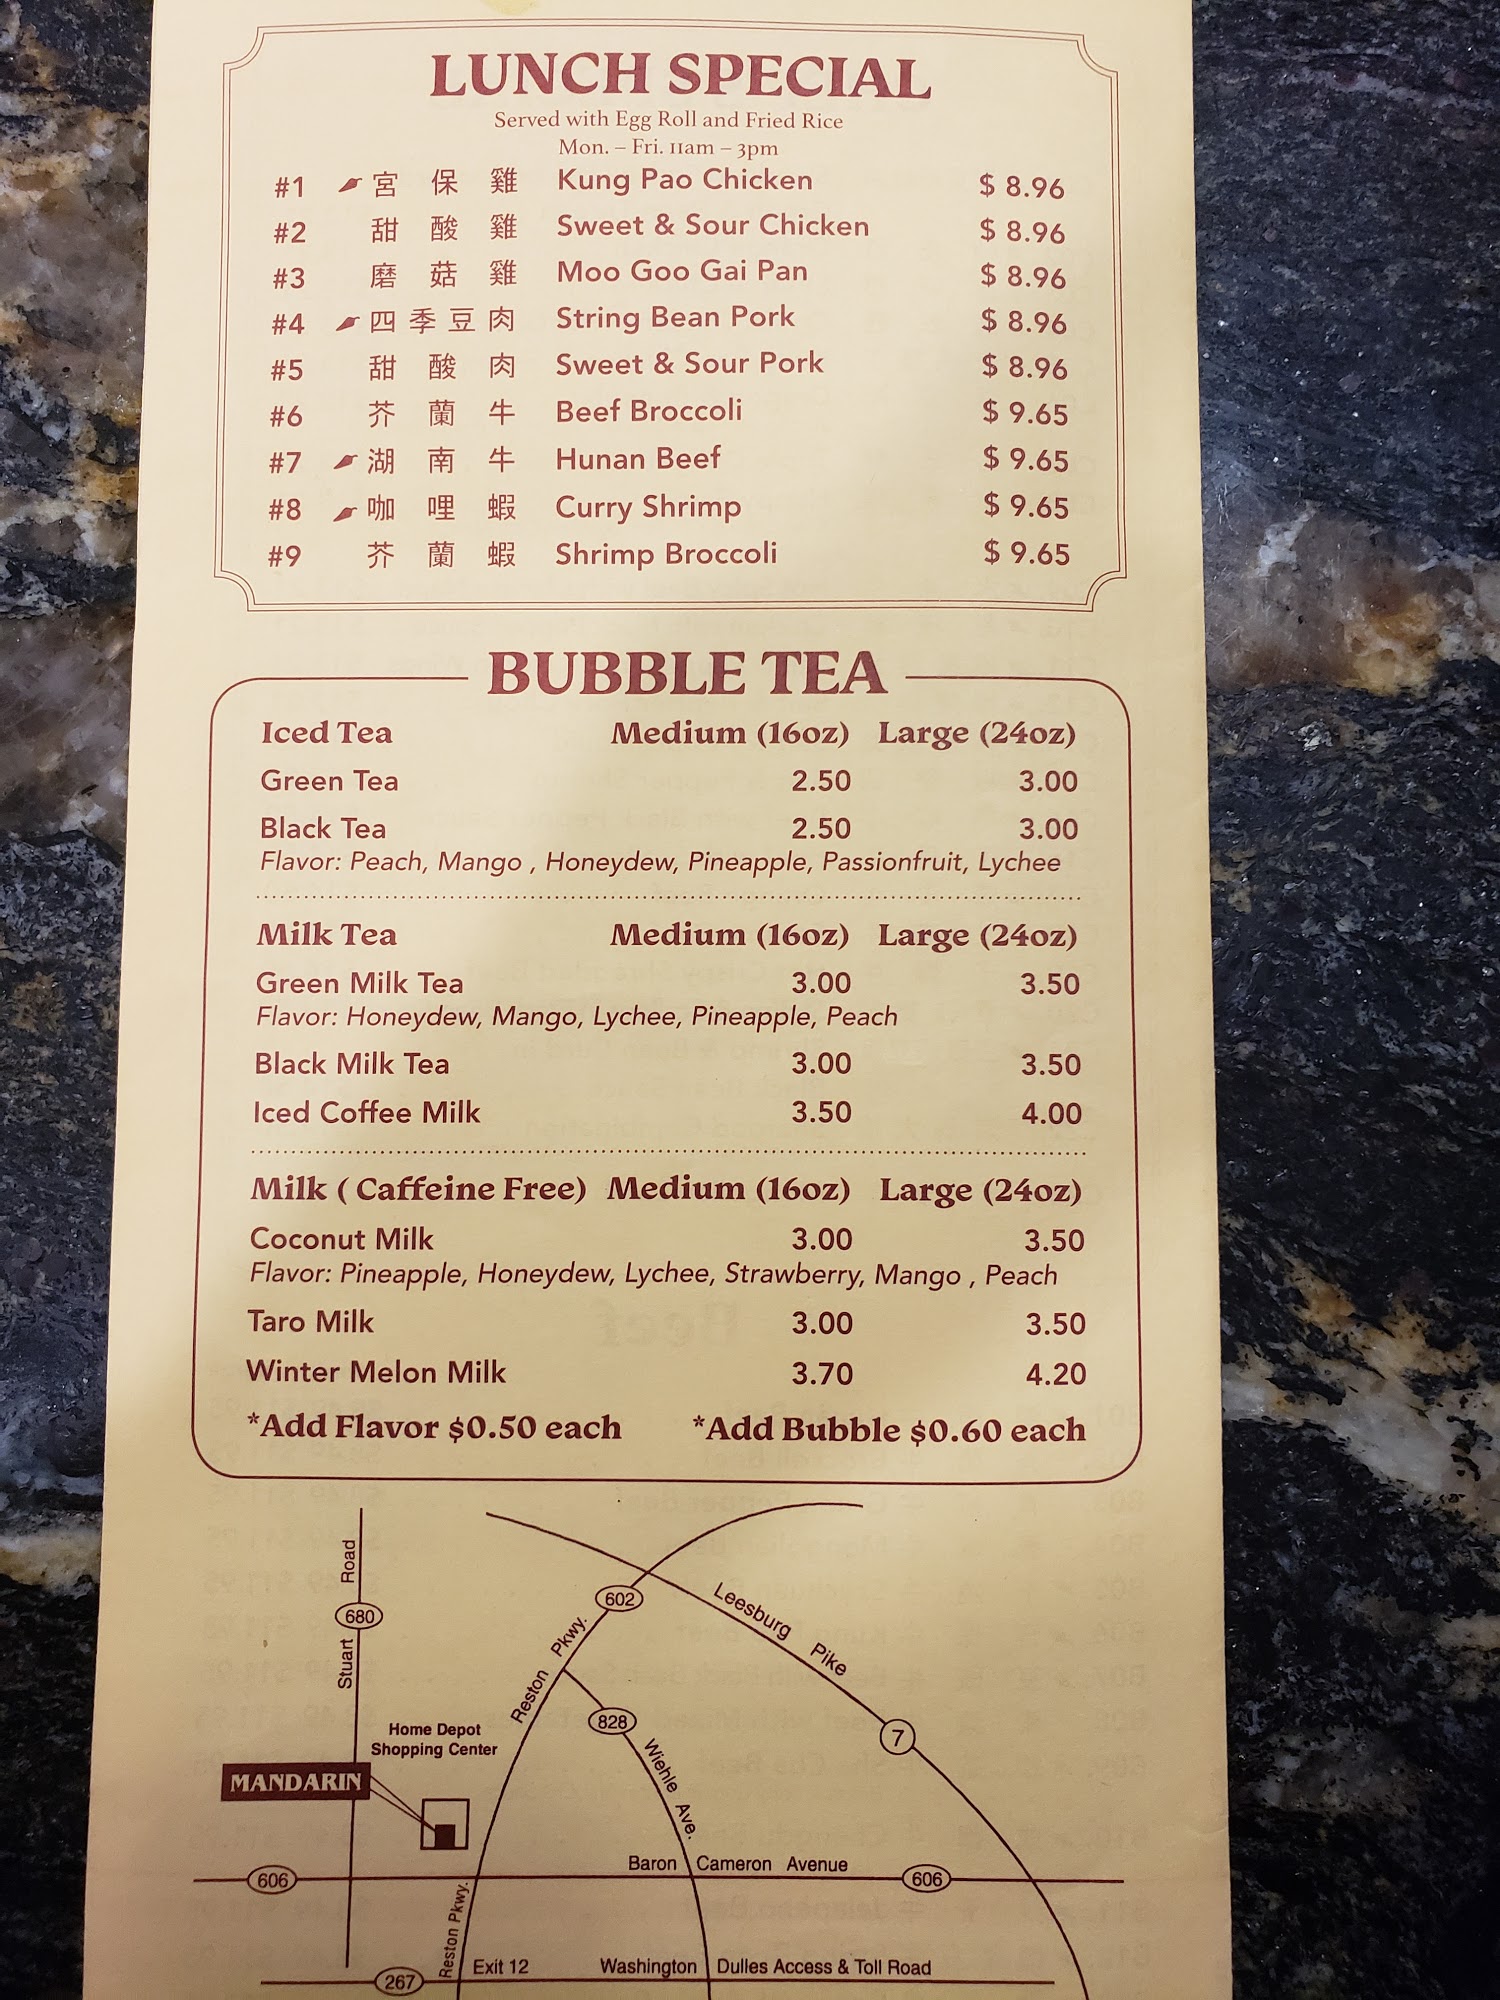 LUNCH SPECIAL
Served with Egg Roll and Fried Rice
Mon. – Fri. 11am – 3pm
#1 宮 保 雞 Kung Pao Chicken $ 8.96
#2 甜 酸 雞 Sweet & Sour Chicken $ 8.96
#3 磨 菇 雞 Moo Goo Gai Pan $ 8.96
#4 四 季 豆 肉 String Bean Pork $ 8.96
#5 甜 酸 肉 Sweet & Sour Pork $ 8.96
#6 芥 蘭 牛 Beef Broccoli $ 9.65
#7 湖 南 牛 Hunan Beef $ 9.65
#8 咖 哩 蝦 Curry Shrimp $ 9.65
#9 芥 蘭 蝦 Shrimp Broccoli $ 9.65
BUBBLE TEA
Iced Tea Medium (16oz) Large (24oz)
Green Tea 2.50 3.00
Black Tea 2.50 3.00
Flavor: Peach, Mango , Honeydew, Pineapple, Passionfruit, Lychee
Milk Tea Medium (16oz) Large (24oz)
Green Milk Tea 3.00 3.50
Flavor: Honeydew, Mango, Lychee, Pineapple, Peach
Black Milk Tea 3.00 3.50
Iced Coffee Milk 3.50 4.00
Milk ( Caffeine Free) Medium (16oz) Large (24oz)
Coconut Milk 3.00 3.50
Flavor: Pineapple, Honeydew, Lychee, Strawberry, Mango , Peach
Taro Milk 3.00 3.50
Winter Melon Milk 3.70 4.20
*Add Flavor $0.50 each *Add Bubble $0.60 each
Stuart 680 Road
602
Reston Pkwy.
Leesburg Pike
828
7
Wiehle Ave.
Home Depot
Shopping Center
MANDARIN
Baron Cameron Avenue
606
606
Reston Pkwy.
Exit 12
Washington Dulles Access & Toll Road
267